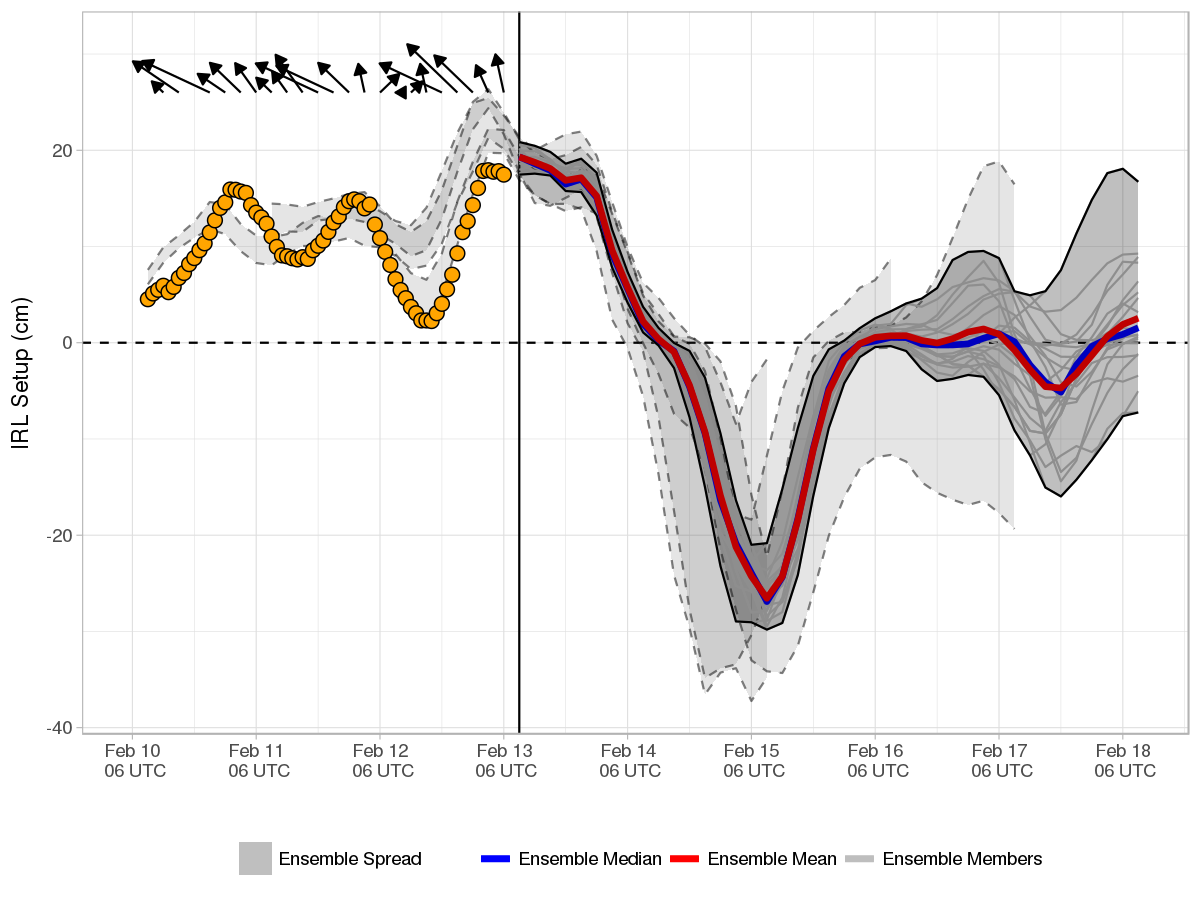 IRL Setup (cm)
20
0
-20
-40
Feb 10 Feb 11 Feb 12 Feb 13 Feb 14 Feb 15 Feb 16 Feb 17 Feb 18
06 UTC 06 UTC 06 UTC 06 UTC 06 UTC 06 UTC 06 UTC 06 UTC 06 UTC
Ensemble Spread Ensemble Median Ensemble Mean Ensemble Members